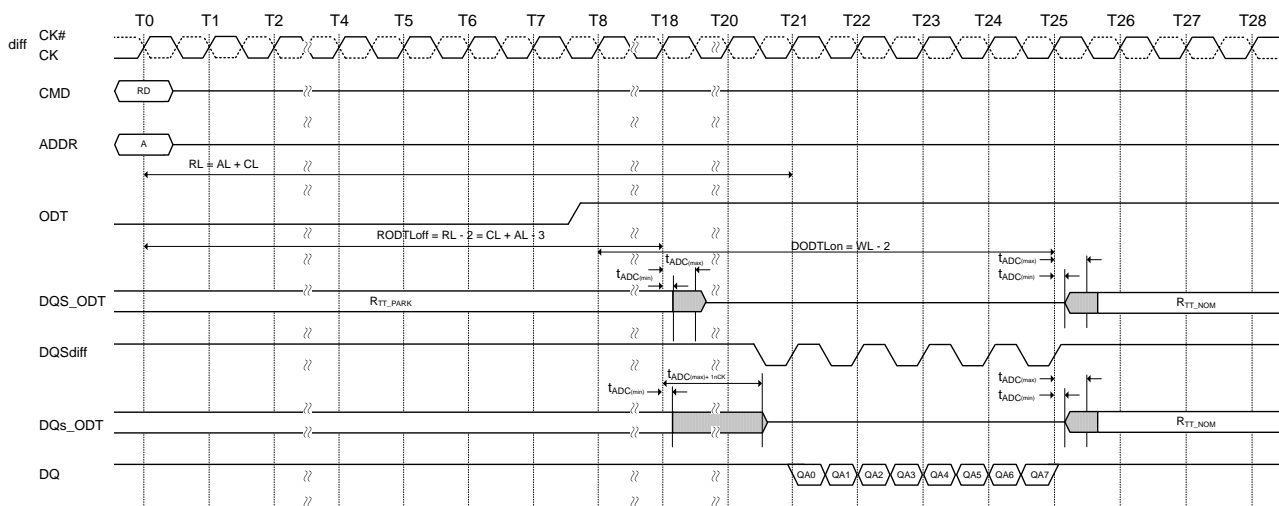 T0 T1 T2 T4 T5 T6 T7 T8 T18 T20 T21 T22 T23 T24 T25 T26 T27 T28
diff CK#
CK
CMD RD
ADDR A
RL = AL + CL
ODT
RODTLoff = RL - 2 = CL + AL - 3
DODTLon = WL - 2
tADC(max) tADC(max)
tADC(min) tADC(min)
DQS_ODT RTT_PARK RTT_NOM
DQSdiff
tADC(max)+ 1nCK tADC(max)
tADC(min) tADC(min)
DQs_ODT RTT_NOM
DQ QA0 QA1 QA2 QA3 QA4 QA5 QA6 QA7